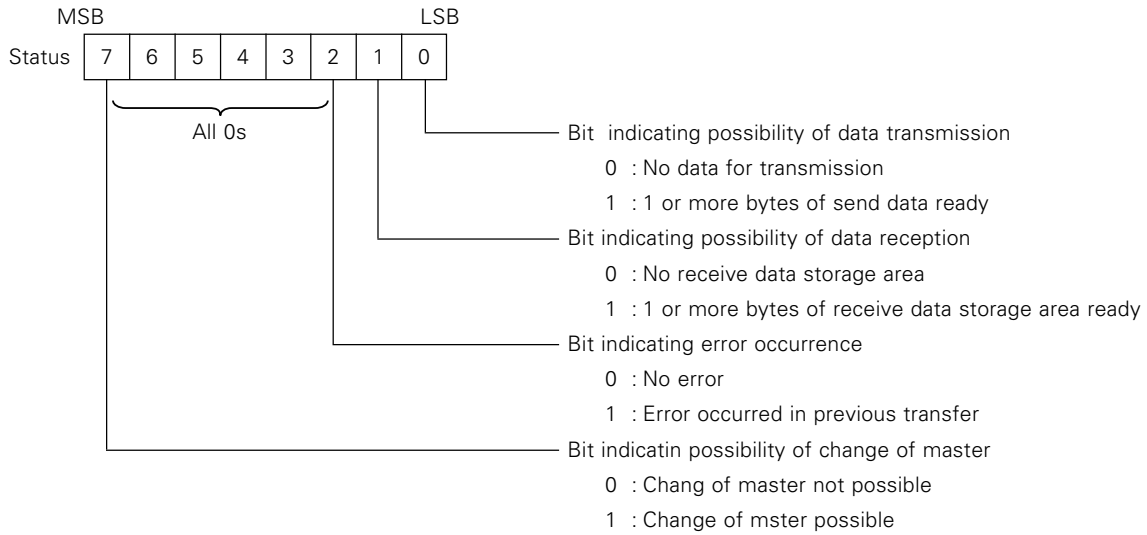 MSB LSB
Status 7 6 5 4 3 2 1 0
All 0s
Bit indicating possibility of data transmission
0 : No data for transmission
1 : 1 or more bytes of send data ready
Bit indicating possibility of data reception
0 : No receive data storage area
1 : 1 or more bytes of receive data storage area ready
Bit indicating error occurrence
0 : No error
1 : Error occurred in previous transfer
Bit indicatin possibility of change of master
0 : Chang of master not possible
1 : Change of mster possible